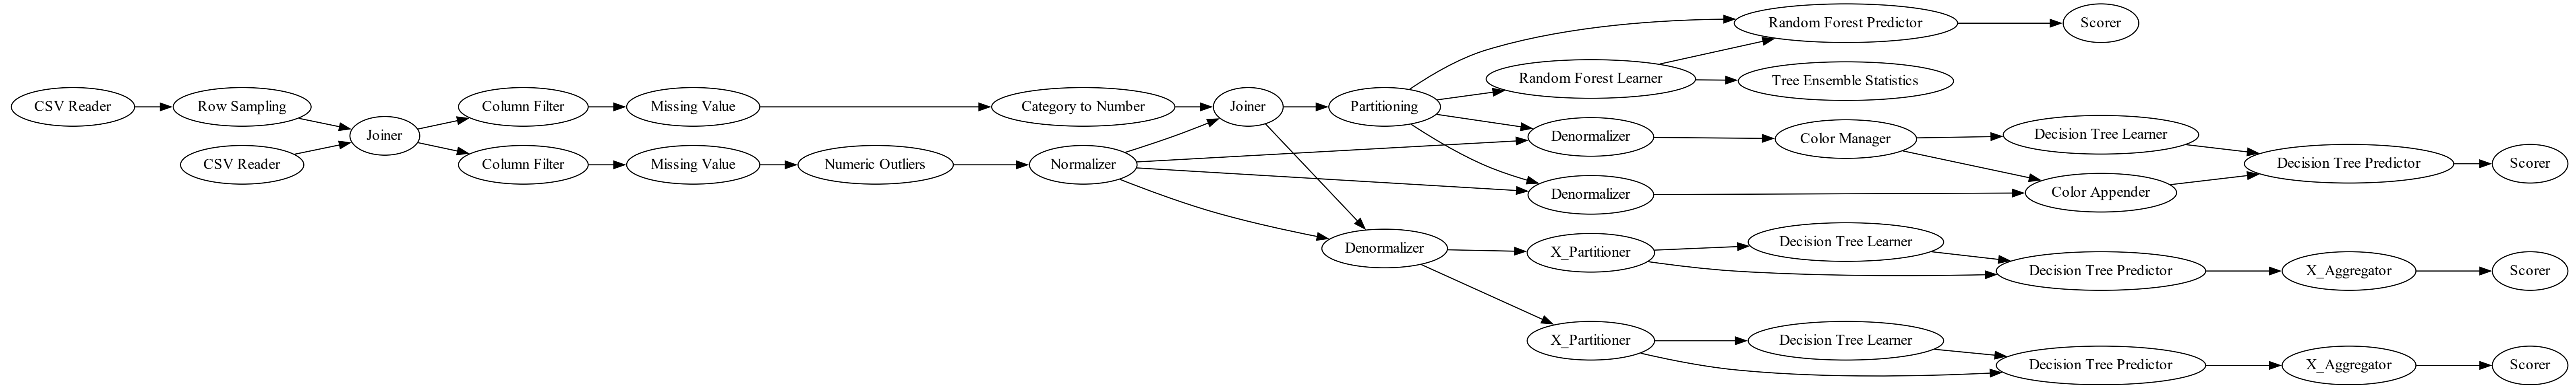 Random Forest Predictor
Scorer
Random Forest Learner
Tree Ensemble Statistics
CSV Reader
Row Sampling
Column Filter
Missing Value
Category to Number
Joiner
Partitioning
Joiner
Denormalizer
Color Manager
Decision Tree Learner
CSV Reader
Column Filter
Missing Value
Numeric Outliers
Normalizer
Decision Tree Predictor
Scorer
Denormalizer
Color Appender
Denormalizer
X_Partitioner
Decision Tree Learner
Decision Tree Predictor
X_Aggregator
Scorer
X_Partitioner
Decision Tree Learner
Decision Tree Predictor
X_Aggregator
Scorer